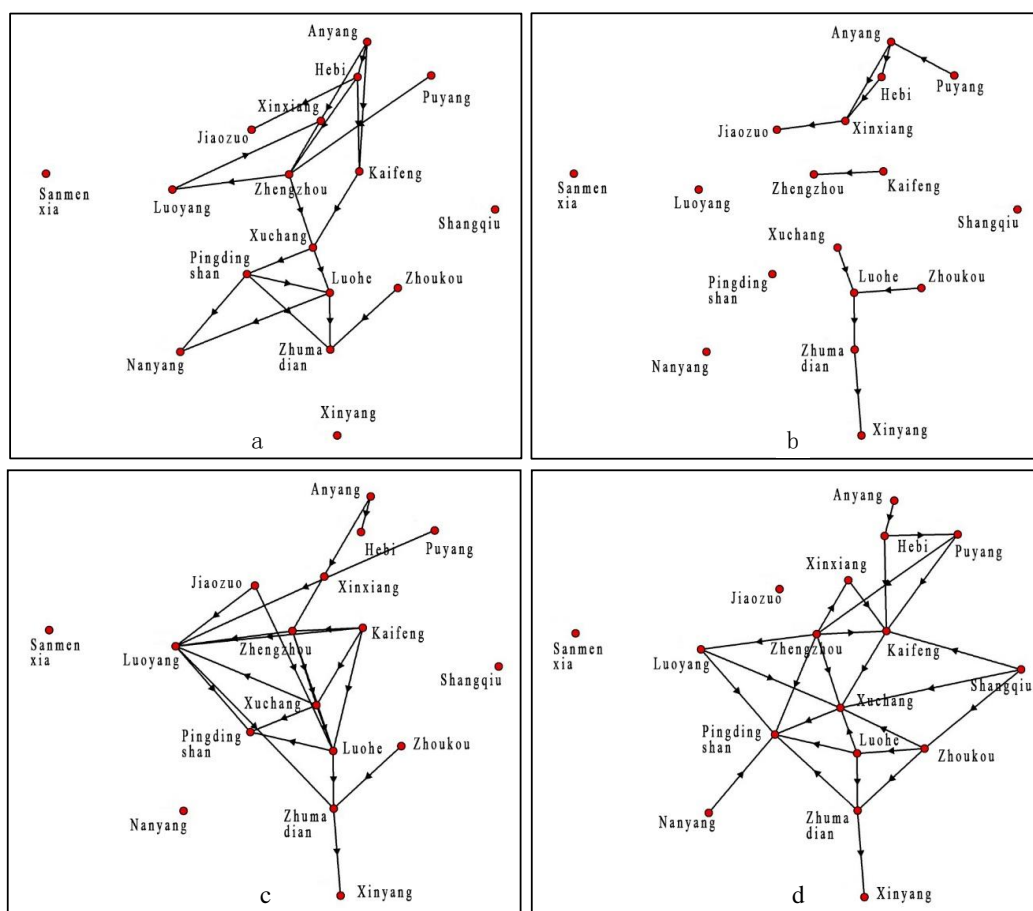 Anyang
Hebi
Puyang
Xinxiang
Jiaozuo
Kaifeng
Zhengzhou
Sanmen
xia
Luoyang
Shangqiu
Xuchang
Pingding
shan
Luohe
Zhoukou
Nanyang
Zhuma
dian
Xinyang
a
Anyang
Hebi
Puyang
Xinxiang
Jiaozuo
Kaifeng
Zhengzhou
Sanmen
xia
Luoyang
Shangqiu
Xuchang
Pingding
shan
Luohe
Zhoukou
Nanyang
Zhuma
dian
Xinyang
b
Anyang
Hebi
Puyang
Xinxiang
Jiaozuo
Kaifeng
Zhengzhou
Sanmen
xia
Luoyang
Shangqiu
Xuchang
Pingding
shan
Luohe
Zhoukou
Nanyang
Zhuma
dian
Xinyang
c
Anyang
Hebi
Puyang
Xinxiang
Jiaozuo
Zhengzhou
Kaifeng
Sanmen
xia
Luoyang
Shangqiu
Xuchang
Pingding
shan
Luohe
Zhoukou
Nanyang
Zhuma
dian
Xinyang
d